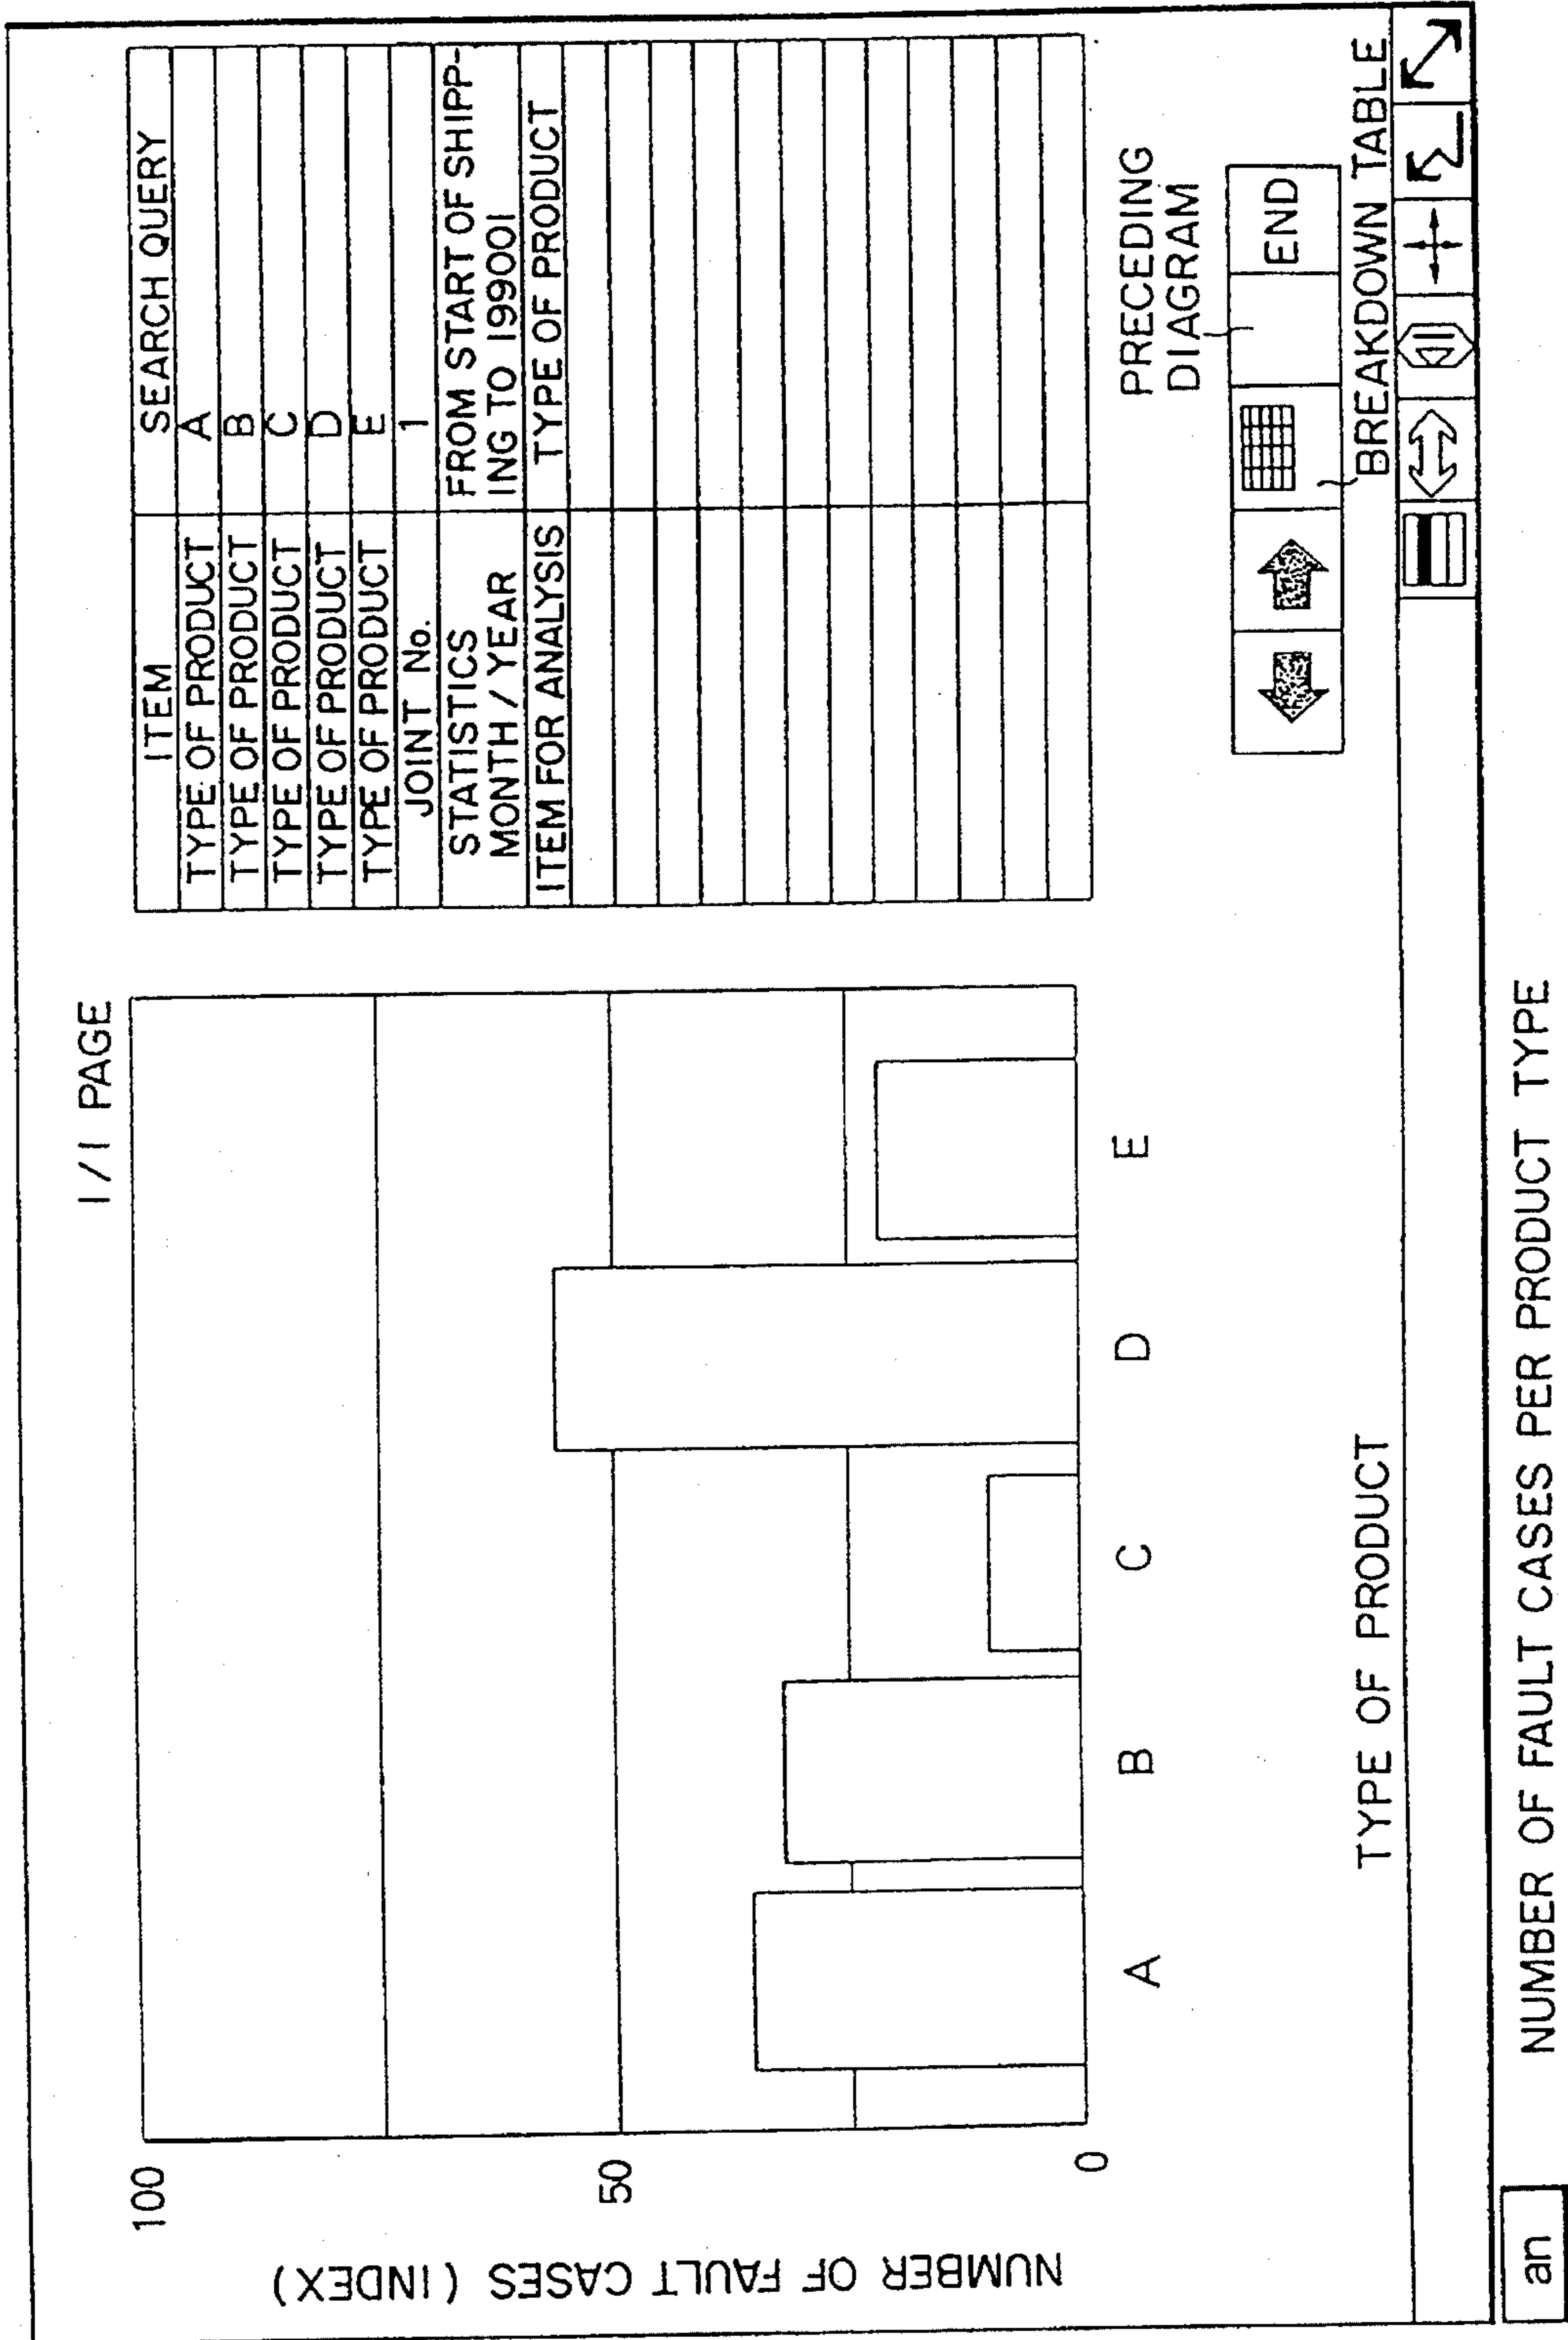 1/1 PAGE
NUMBER OF FAULT CASES (INDEX)
100
50
0
A B C D E
TYPE OF PRODUCT
ITEM SEARCH QUERY
TYPE OF PRODUCT A
TYPE OF PRODUCT B
TYPE OF PRODUCT C
TYPE OF PRODUCT D
TYPE OF PRODUCT E
JOINT No. 1
STATISTICS FROM START OF SHIPP-
MONTH / YEAR ING TO 199001
ITEM FOR ANALYSIS TYPE OF PRODUCT
PRECEDING
DIAGRAM
END
BREAKDOWN TABLE
an NUMBER OF FAULT CASES PER PRODUCT TYPE